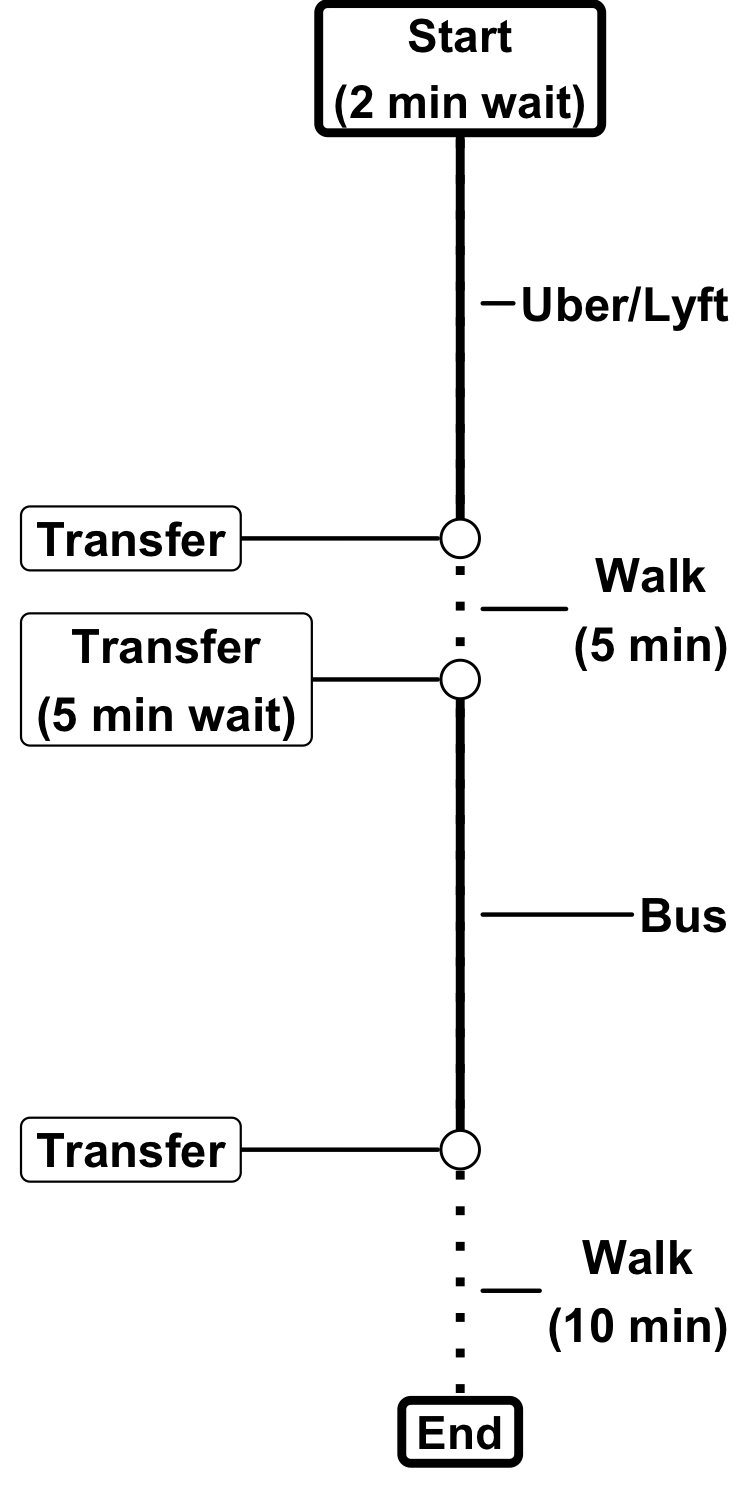 Start
(2 min wait)
Uber/Lyft
Transfer
Walk
(5 min)
Transfer
(5 min wait)
Bus
Transfer
Walk
(10 min)
End